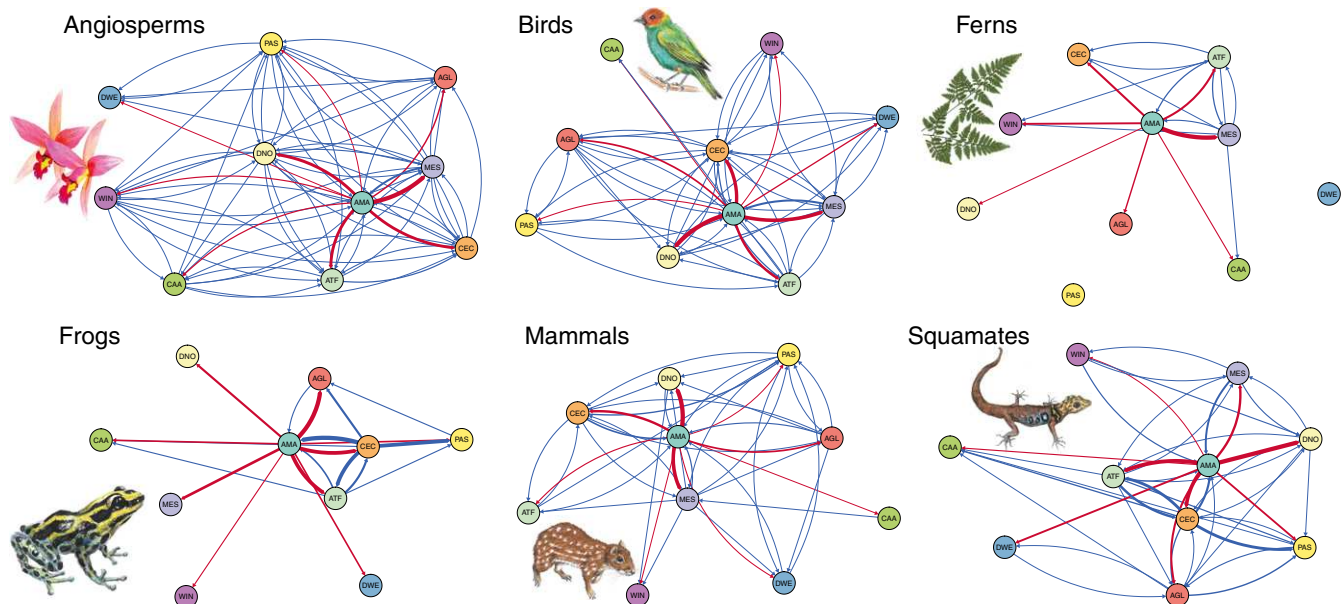 Angiosperms
PAS
AGL
DWE
DNO
MES
WIN
AMA
CEC
CAA
ATF
Birds
CAA
WIN
DWE
AGL
CEC
MES
AMA
PAS
DNO
ATF
Ferns
CEC
ATF
WIN
AMA
MES
DWE
DNO
AGL
CAA
PAS
Frogs
DNO
AGL
CAA
AMA
CEC
PAS
MES
ATF
DWE
WIN
Mammals
PAS
DNO
CEC
AMA
AGL
MES
ATF
CAA
DWE
WIN
Squamates
WIN
MES
DNO
CAA
AMA
ATF
CEC
DWE
PAS
AGL